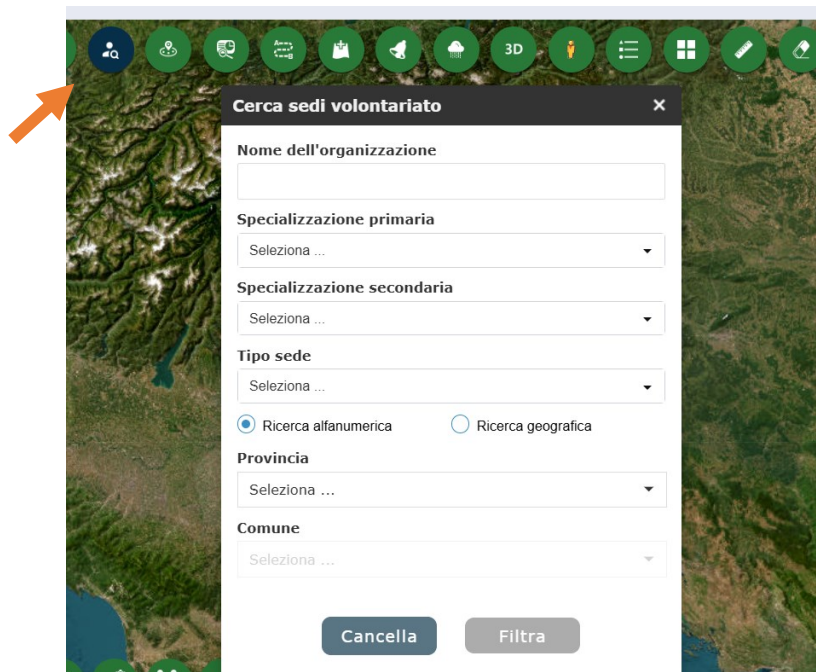 3D
Cerca sedi volontariato
Nome dell'organizzazione
Specializzazione primaria
Seleziona ...
Specializzazione secondaria
Seleziona ...
Tipo sede
Seleziona ...
Ricerca alfanumerica Ricerca geografica
Provincia
Seleziona ...
Comune
Seleziona ...
Cancella Filtra